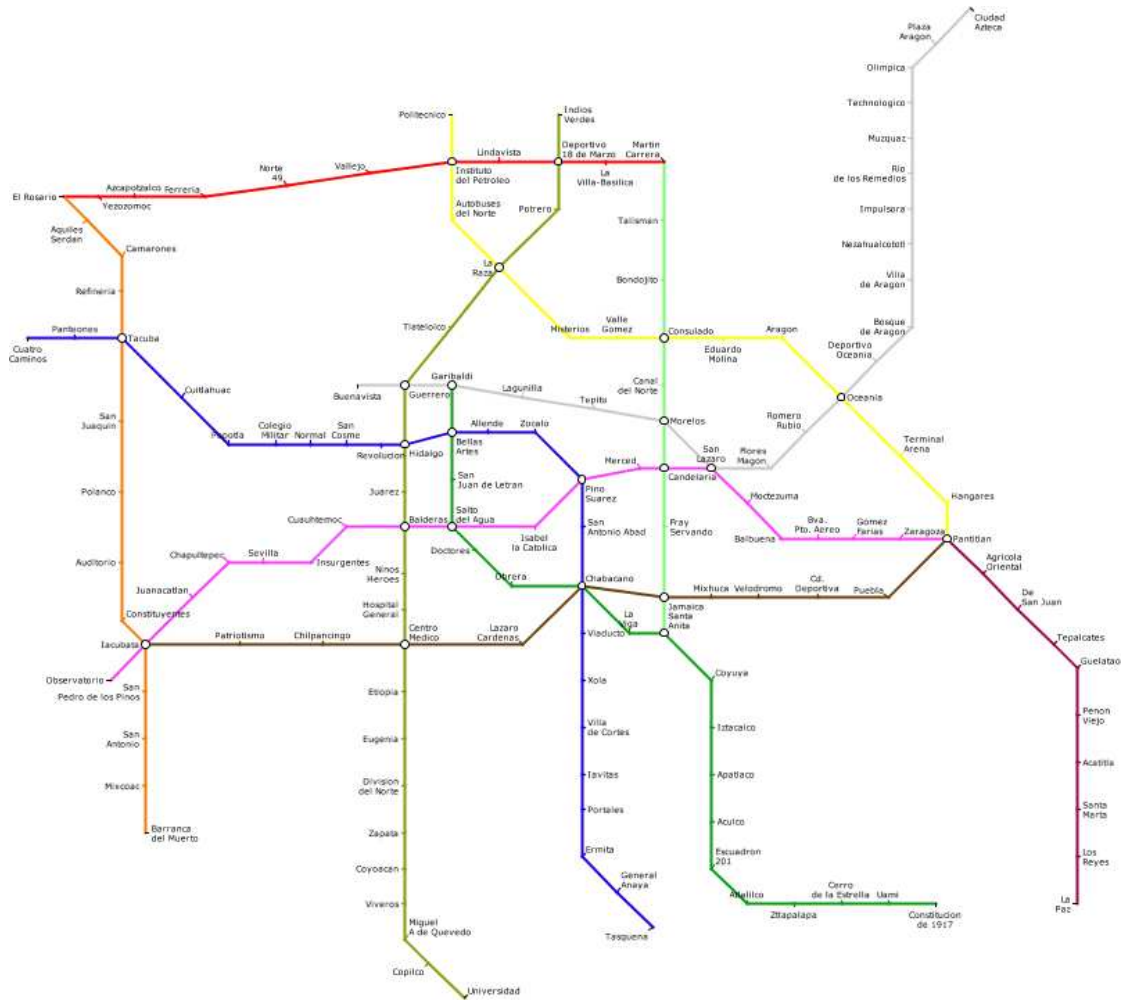 Ciudad
Azteca
Plaza
Aragon
Olimpica
Technologico
Muzquaz
Rio
de los Remedios
Impulsora
Nezahualcototl
Villa
de Aragon
Bosque
de Aragon
Deportivo
Oceania
Oceania
Romero
Rubio
Flores
Magon
San
Lazaro
Morelos
Tepito
Lagunilla
Garibaldi
Guerrero
Buenavista
Politecnico
Instituto
del Petroleo
Autobuses
del Norte
La
Raza
Misterios
Valle
Gomez
Consulado
Eduardo
Molina
Aragon
Terminal
Arena
Hangares
Pantitlan
Indios
Verdes
Deportivo
18 de Marzo
Potrero
Tlatelolco
Hidalgo
Juarez
Balderas
Ninos
Heroes
Hospital
General
Centro
Medico
Etiopia
Eugenia
Division
del Norte
Zapata
Coyoacan
Viveros
Miguel
A de Quevedo
Copilco
Universidad
El Rosario
Yezozomoc
Azcapotzalco
Ferreria
Norte
49
Vallejo
Lindavista
La
Villa-Basilica
Martin
Carrera
Talisman
Bondojito
Canal
del Norte
Candelaria
Fray
Servando
Jamaica
Santa
Anita
Aquiles
Serdan
Camarones
Refineria
Tacuba
San
Juaquin
Polanco
Auditorio
Constituyentes
Iacubata
San
Pedro de los Pinos
San
Antonio
Mixcoac
Barranca
del Muerto
Cuatro
Caminos
Panteones
Cuitlahuac
Popotla
Colegio
Militar
Normal
San
Cosme
Revolucion
Bellas
Artes
Allende
Zocalo
Pino
Suarez
San
Antonio Abad
Chabacano
Viaducto
Xola
Villa
de Cortes
Iavitas
Portales
Ermita
General
Anaya
Tasquena
Observatorio
Juanacatlan
Chapultepec
Sevilla
Insurgentes
Cuauhtemoc
Salto
del Agua
Isabel
la Catolica
Merced
Moctezuma
Balbuena
Bva.
Pto. Aereo
Gomez
Farias
Zaragoza
San
Juan de Letran
Doctores
Obrera
La
Viga
Coyuya
Iztacalco
Apatlaco
Aculco
Escuadron
201
Atlalilco
Ztlapalapa
Cerro
de la Estrella
Uami
Constitucion
de 1917
Patriotismo
Chilpancingo
Lazaro
Cardenas
Mixhuca
Velodromo
Cd.
Deportiva
Puebla
Agricola
Oriental
De
San Juan
Tepalcates
Guelatao
Penon
Viejo
Acatitla
Santa
Marta
Los
Reyes
La
Paz